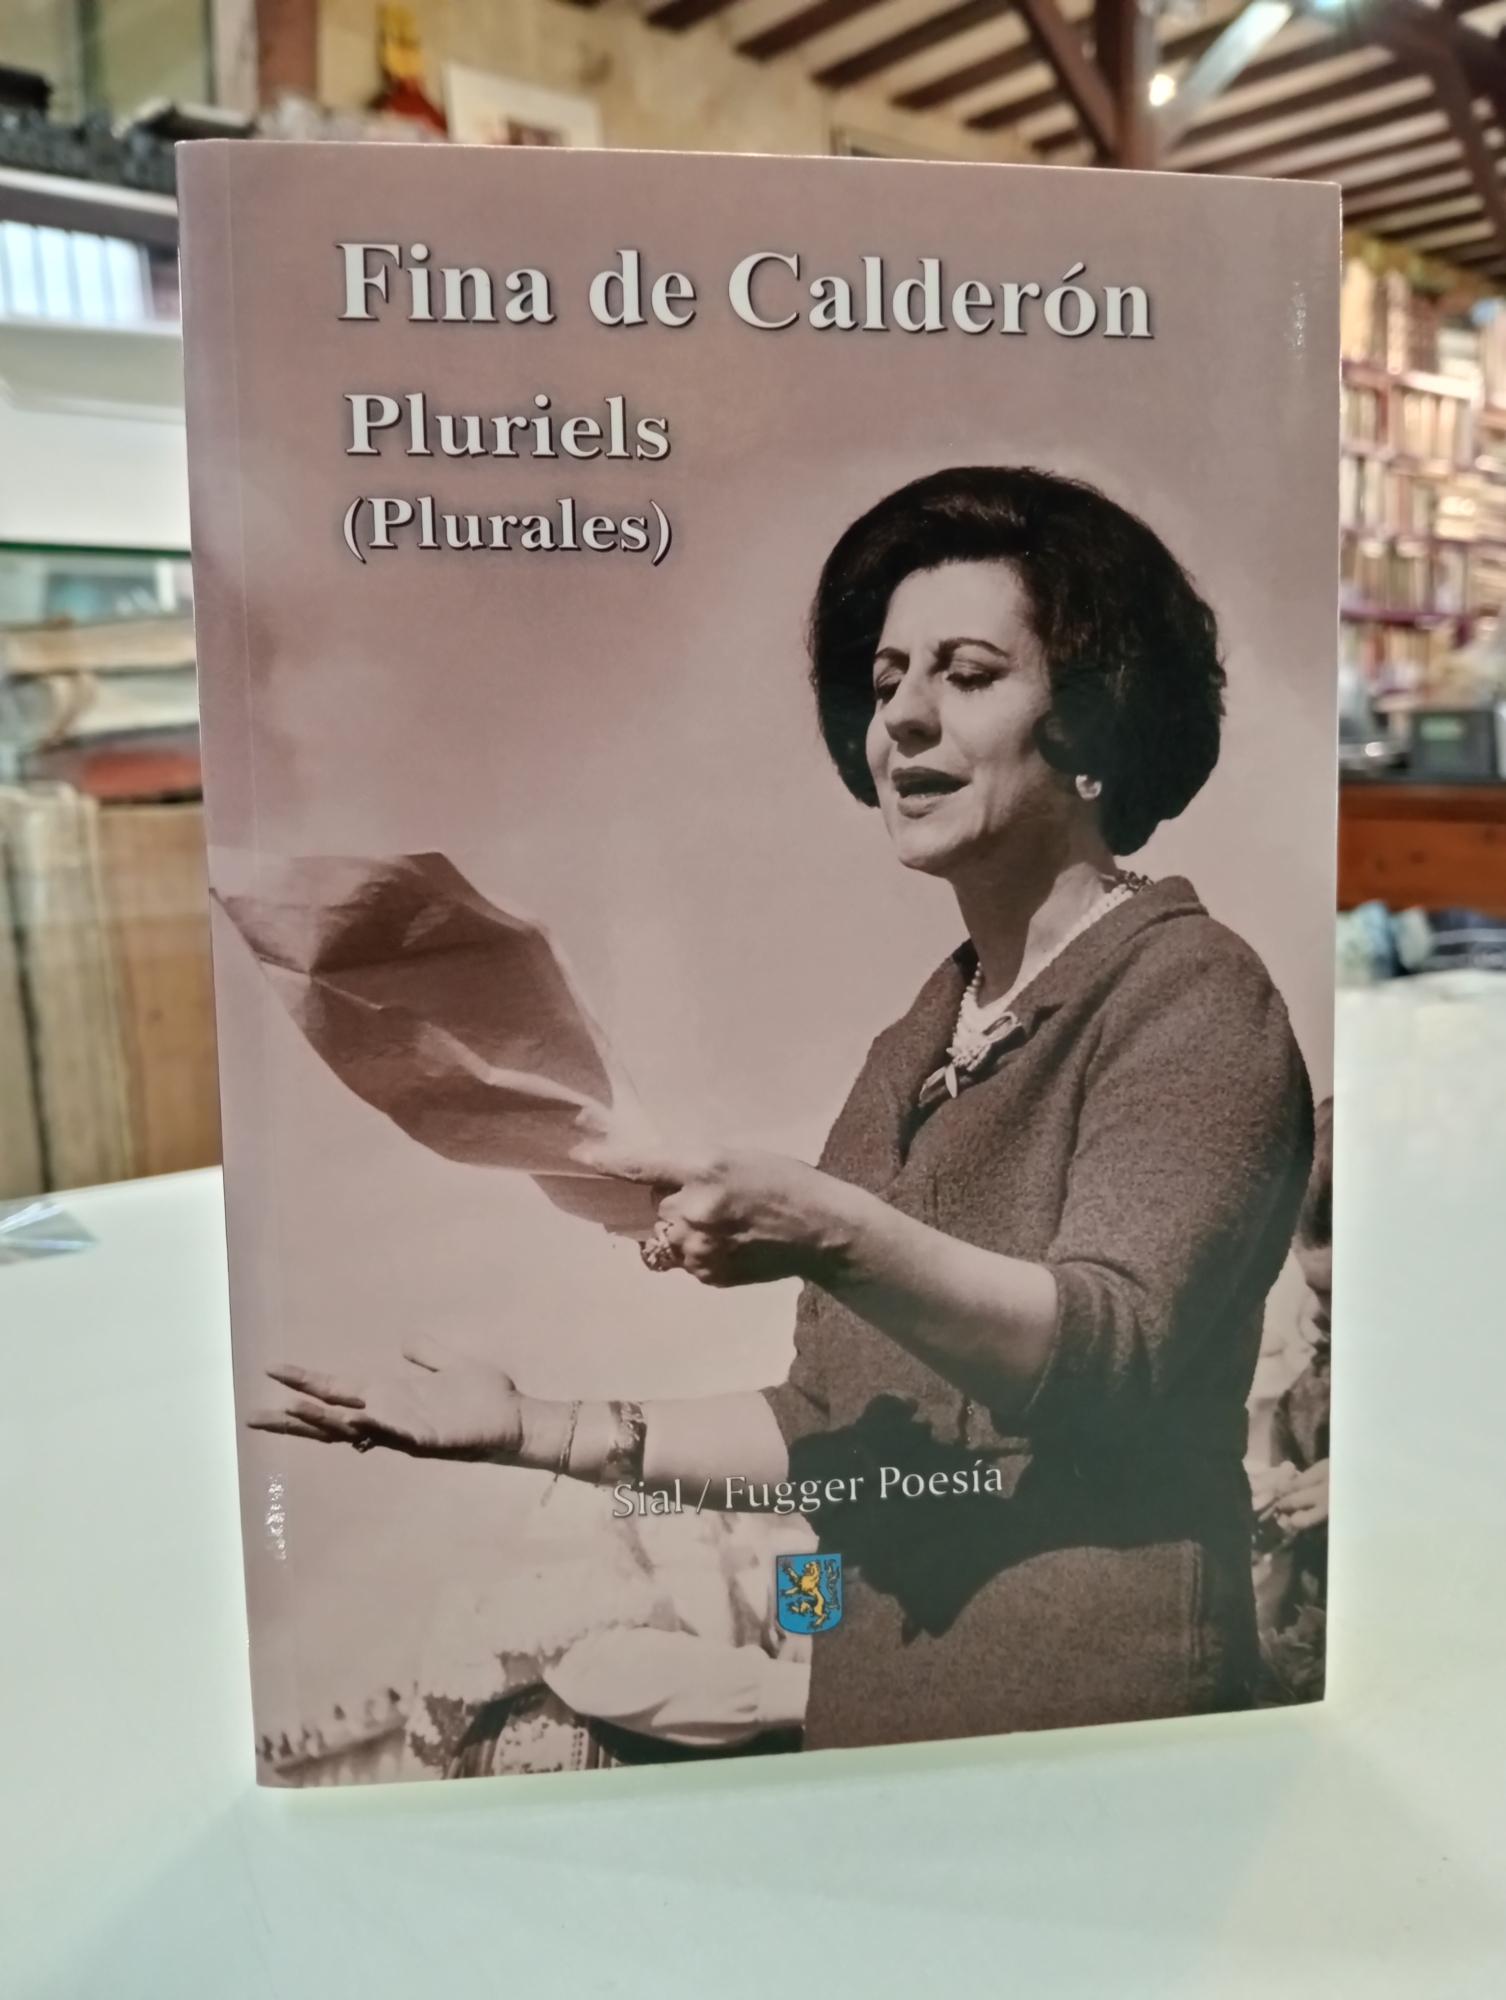 Fina de Calderón
Pluriels
(Plurales)
Sial / Fugger Poesía